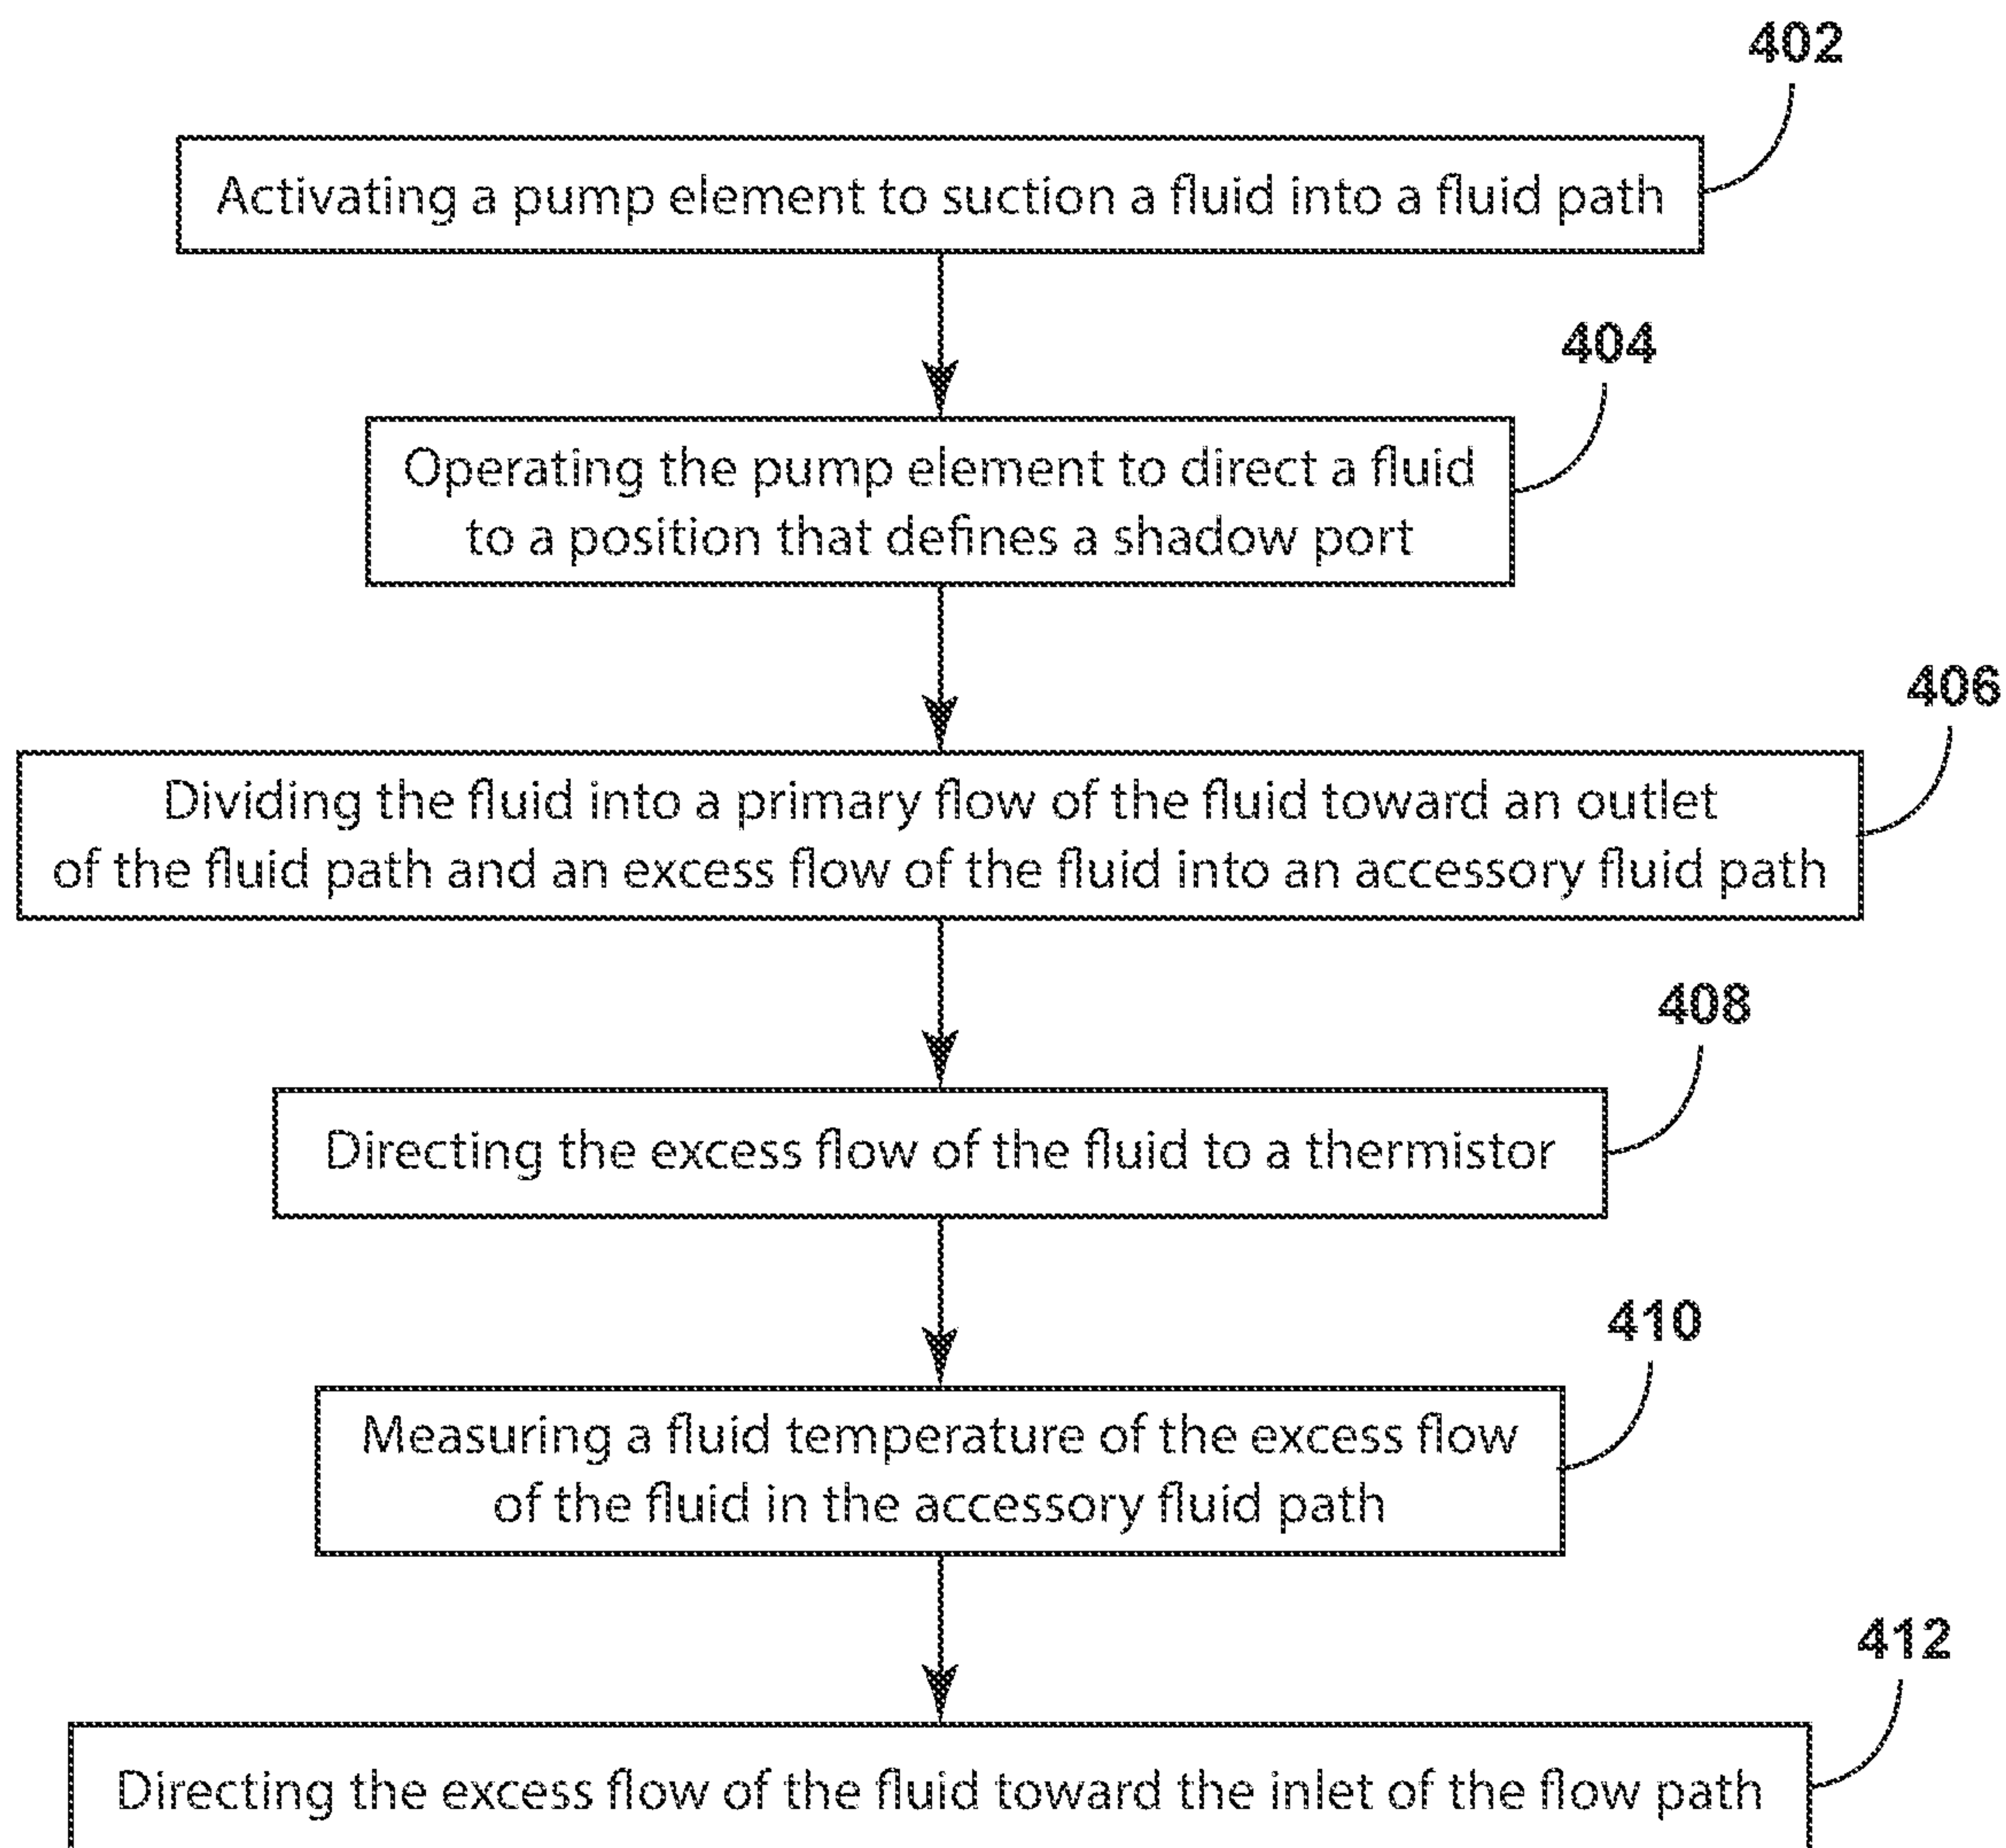 402
Activating a pump element to suction a fluid into a fluid path
404
Operating the pump element to direct a fluid
to a position that defines a shadow port
406
Dividing the fluid into a primary flow of the fluid toward an outlet
of the fluid path and an excess flow of the fluid into an accessory fluid path
408
Directing the excess flow of the fluid to a thermistor
410
Measuring a fluid temperature of the excess flow
of the fluid in the accessory fluid path
412
Directing the excess flow of the fluid toward the inlet of the flow path